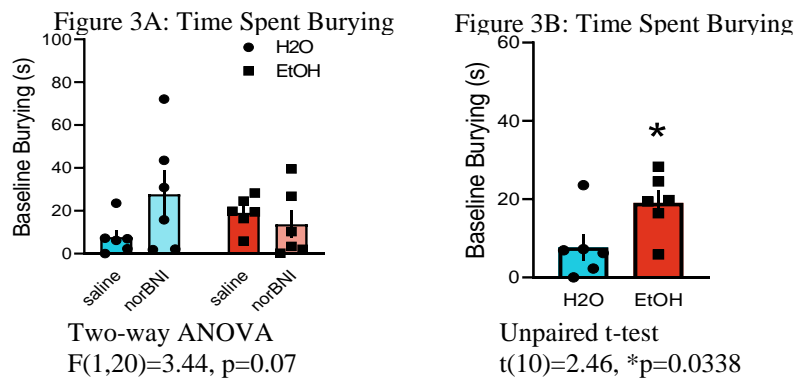 Figure 3A: Time Spent Burying
100
80
60
40
20
0
Baseline Burying (s)
H2O
EtOH
saline
norBNI
saline
norBNI
Two-way ANOVA
F(1,20)=3.44, p=0.07
Figure 3B: Time Spent Burying
60
40
20
0
Baseline Burying (s)
*
H2O
EtOH
Unpaired t-test
t(10)=2.46, *p=0.0338